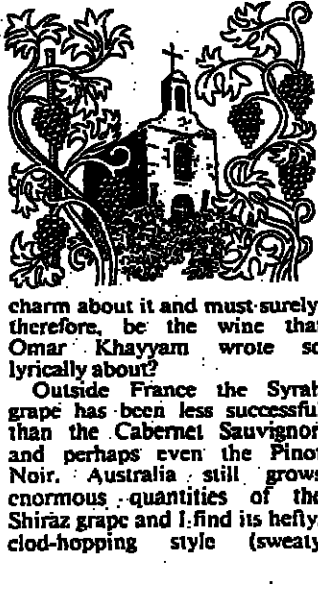 charm about it and must surely
therefore, be the wine tha
Omar Khayyam wrote so
lyrically about?
Outside France the Syrah
grape has been less successful
than the Cabernet Sauvignon
and perhaps even the Pinot
Noir. Australia still grows
enormous quantities of the
Shiraz grape and I find its hefty,
clod-hopping style (sweaty